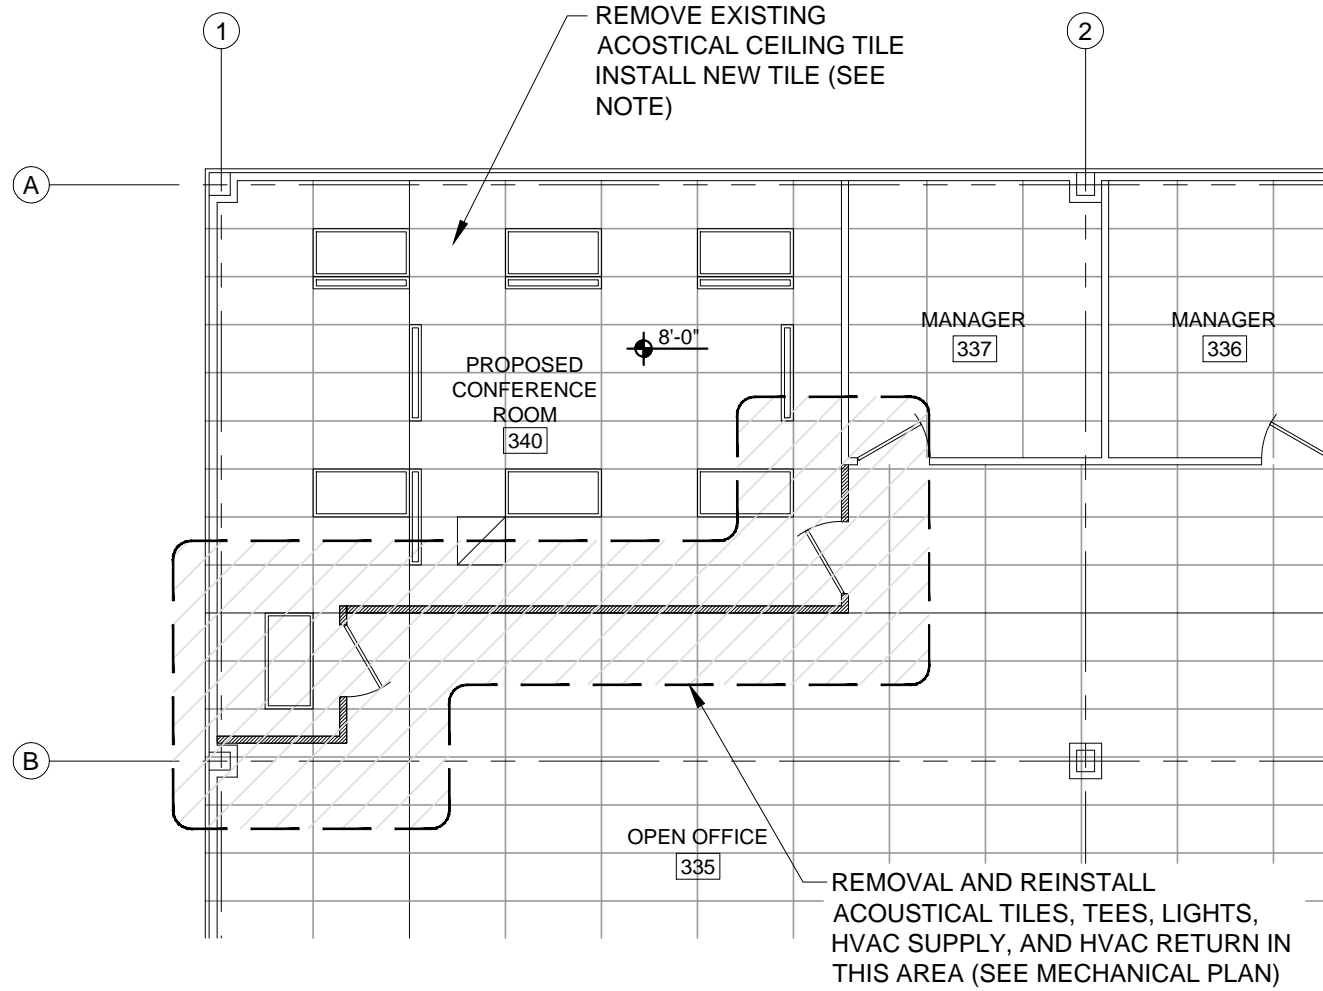 1
2
REMOVE EXISTING
ACOSTICAL CEILING TILE
INSTALL NEW TILE (SEE
NOTE)
A
MANAGER
337
MANAGER
336
8'-0"
PROPOSED
CONFERENCE
ROOM
340
B
OPEN OFFICE
335
REMOVAL AND REINSTALL
ACOUSTICAL TILES, TEES, LIGHTS,
HVAC SUPPLY, AND HVAC RETURN IN
THIS AREA (SEE MECHANICAL PLAN)